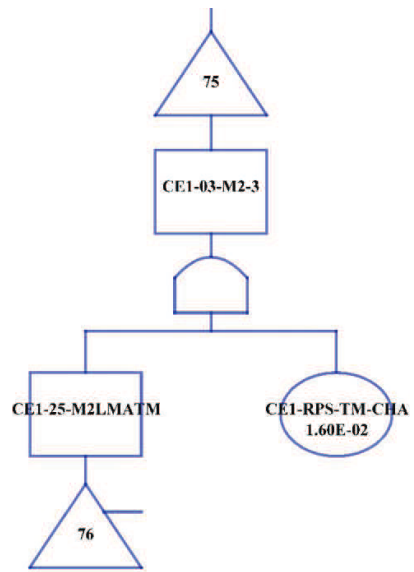 75
CE1-03-M2-3
CE1-25-M2LMATM
CE1-RPS-TM-CHA
1.60E-02
76